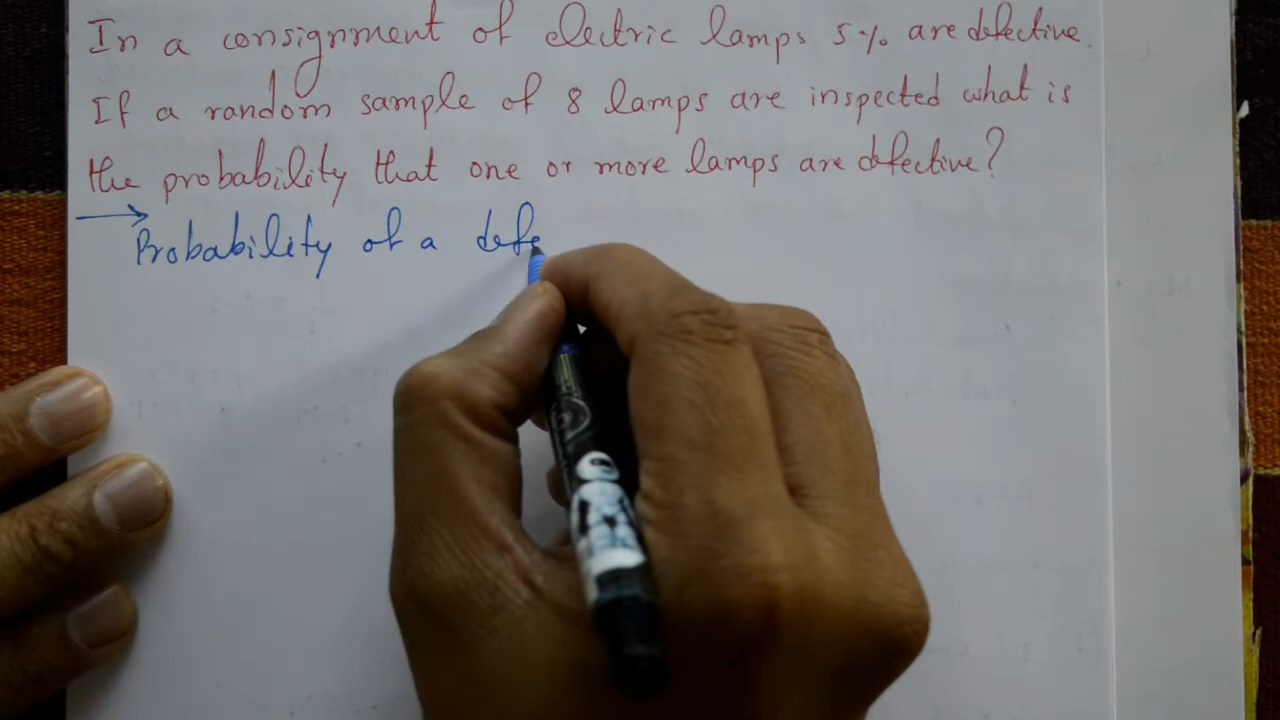 In a consignment of electric lamps 5% are defective.
If a random sample of 8 lamps are inspected what is
the probability that one or more lamps are defective?
→ Probability of a defe